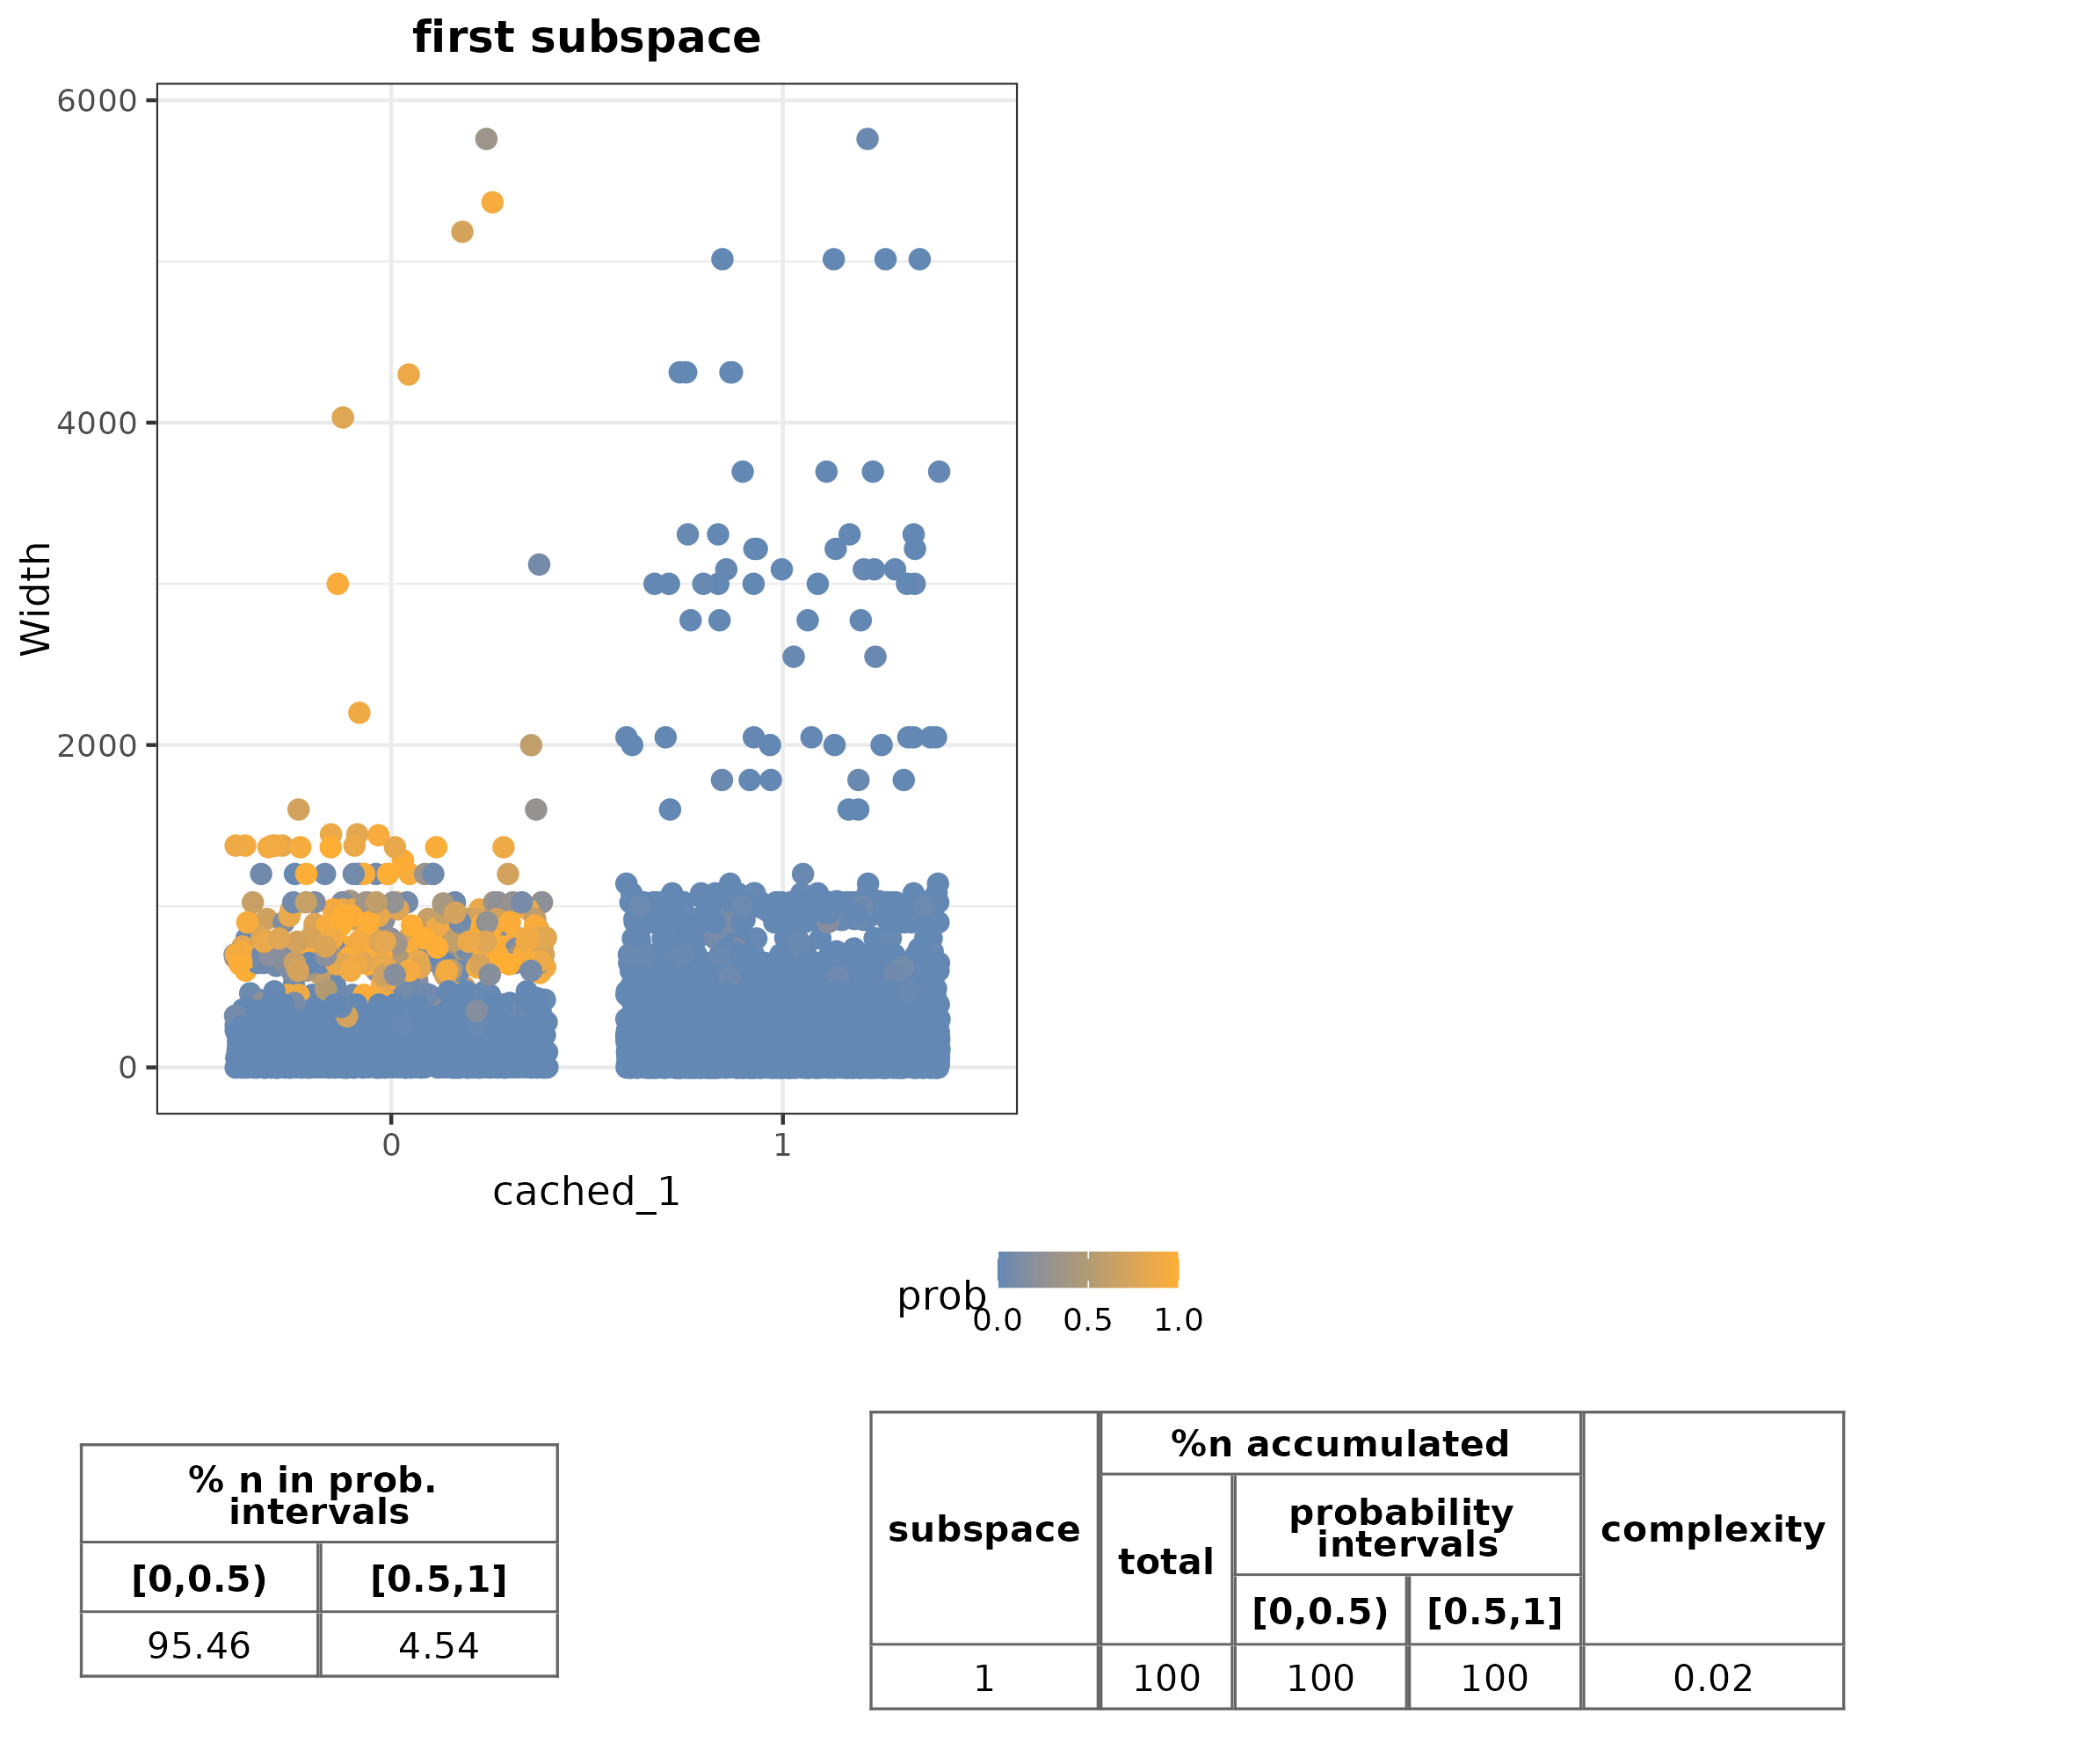 first subspace
6000
4000
2000
0
Width
0
1
cached_1
prob
0.0
0.5
1.0
% n in prob.
intervals
[0,0.5)
[0.5,1]
95.46
4.54
subspace
%n accumulated
total
probability
intervals
[0,0.5)
[0.5,1]
complexity
1
100
100
100
0.02